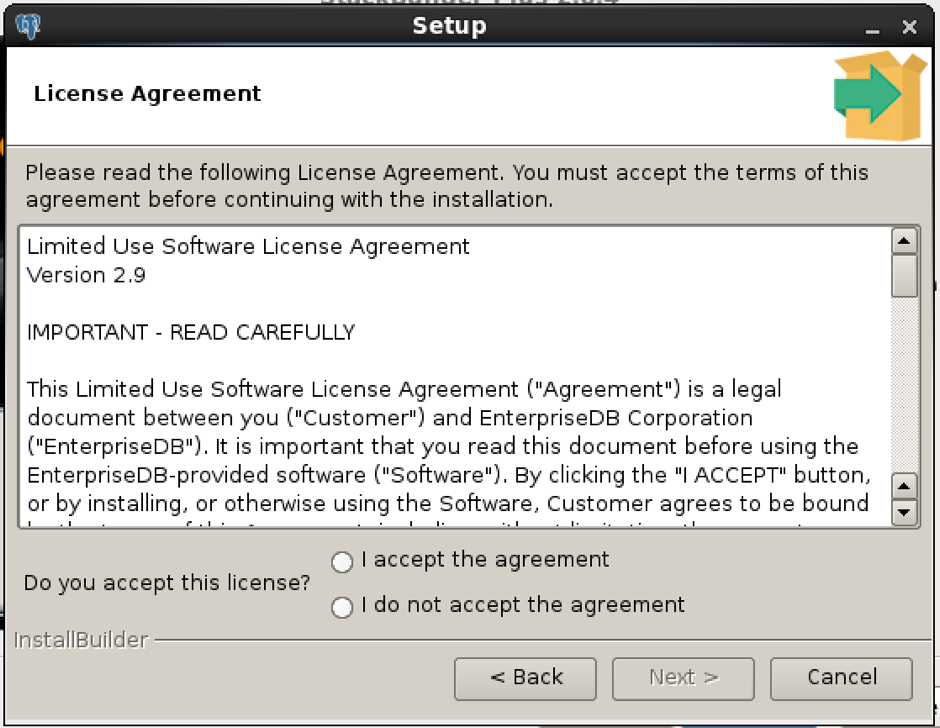 Setup
License Agreement
Please read the following License Agreement. You must accept the terms of this
agreement before continuing with the installation.
Limited Use Software License Agreement
Version 2.9
IMPORTANT - READ CAREFULLY
This Limited Use Software License Agreement ("Agreement") is a legal
document between you ("Customer") and EnterpriseDB Corporation
("EnterpriseDB"). It is important that you read this document before using the
EnterpriseDB-provided software ("Software"). By clicking the "I ACCEPT" button,
or by installing, or otherwise using the Software, Customer agrees to be bound
I accept the agreement
Do you accept this license?
I do not accept the agreement
InstallBuilder
< Back
Next >
Cancel